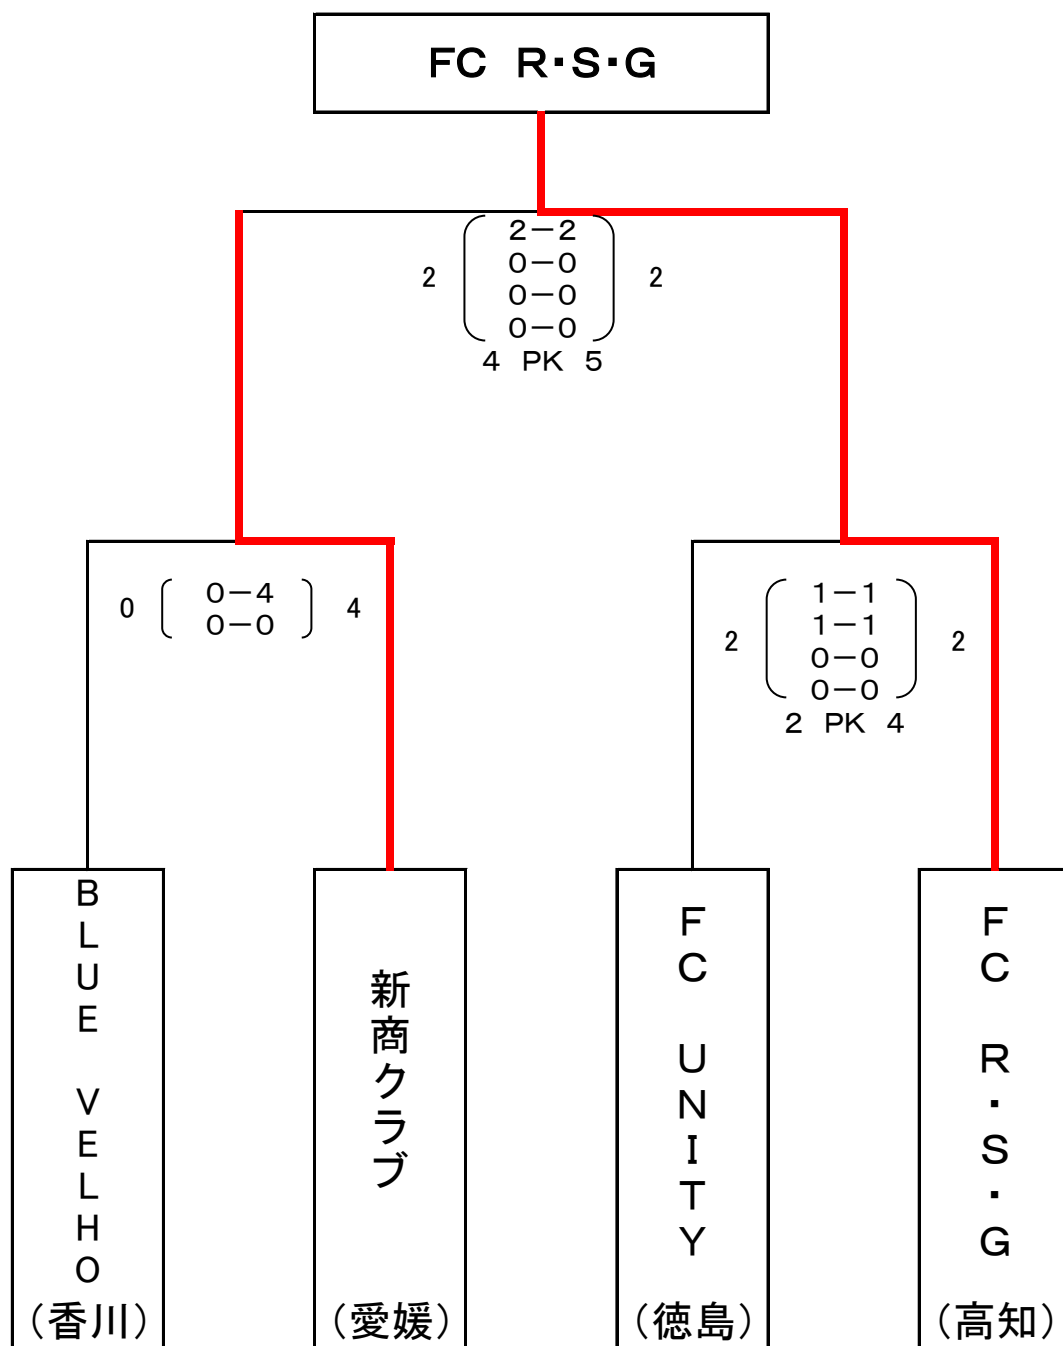 FC　R・S・G
2－2
0－0
2　2
0－0
0－0
4　PK　5
0－4
0　4
0－0
1－1
1－1
2　2
0－0
0－0
2　PK　4
BLUE　VELHO
（香川）
新商クラブ
（愛媛）
FC　UNITY
（徳島）
FC　R・S・G
（高知）